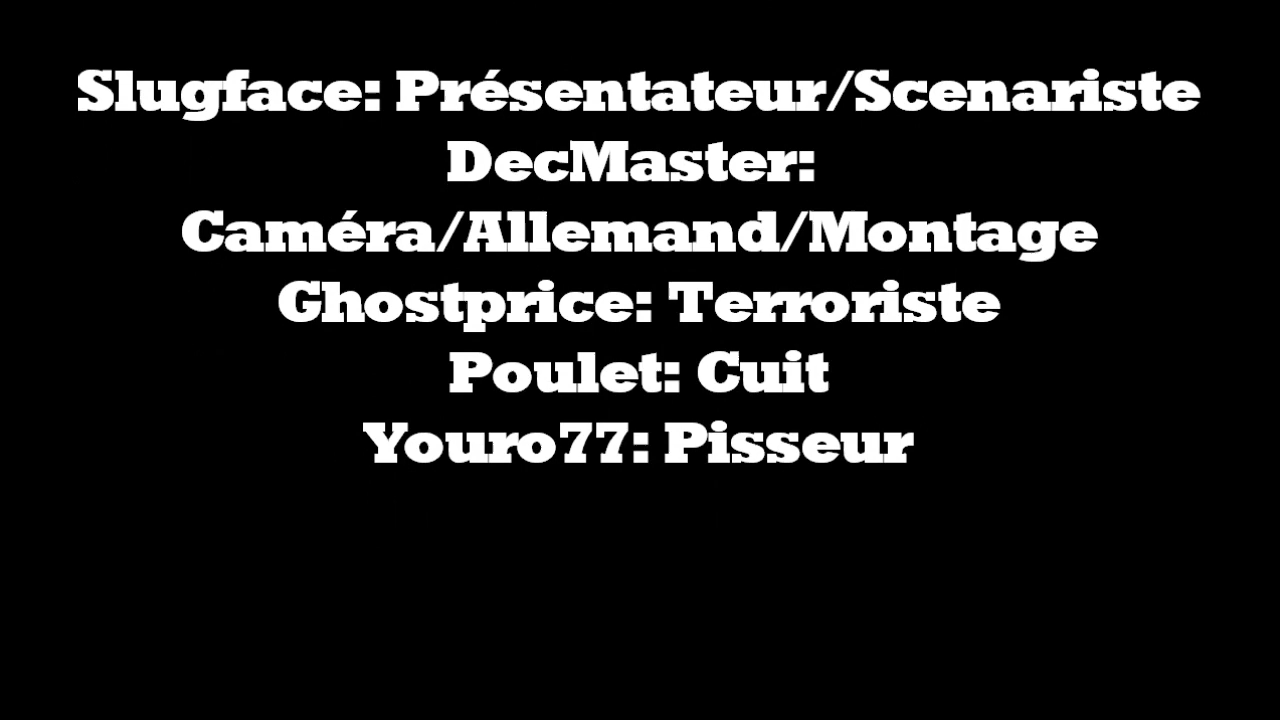 Slugface: Présentateur/Scenariste
DecMaster:
Caméra/Allemand/Montage
Ghostprice: Terroriste
Poulet: Cuit
Youro77: Pisseur